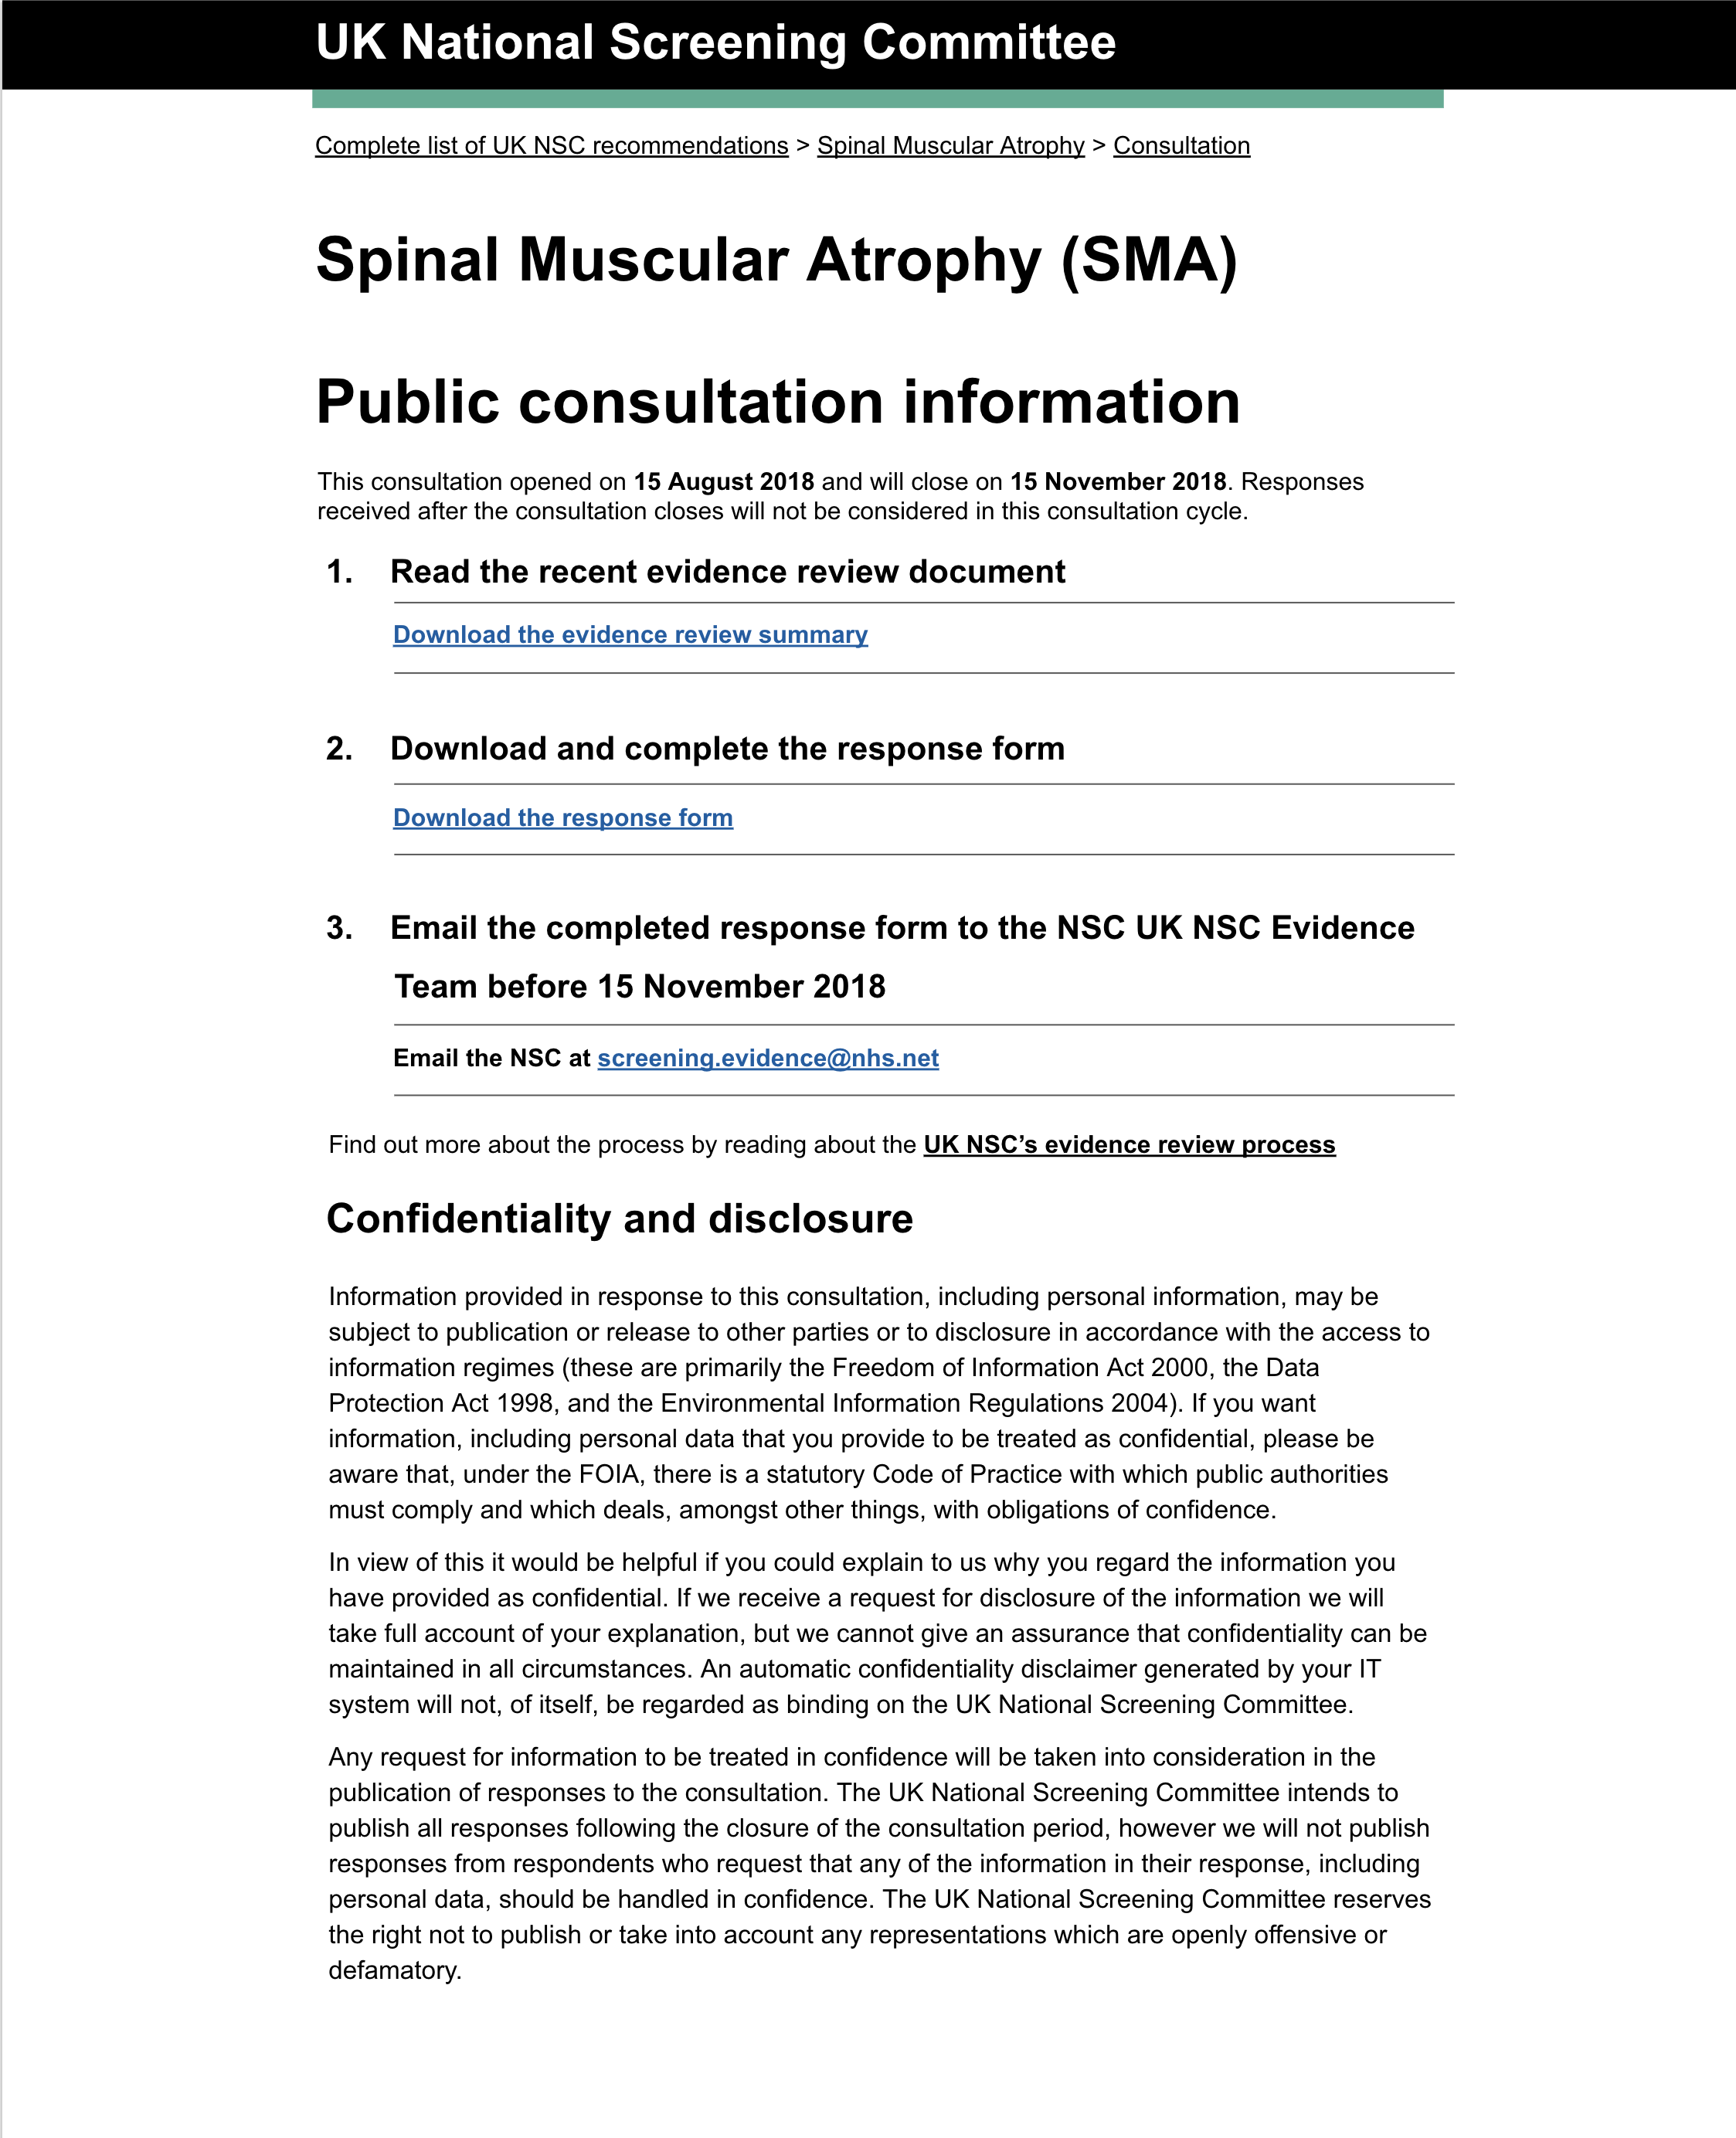 UK National Screening Committee
Complete list of UK NSC recommendations > Spinal Muscular Atrophy > Consultation
Spinal Muscular Atrophy (SMA)
Public consultation information
This consultation opened on 15 August 2018 and will close on 15 November 2018. Responses
received after the consultation closes will not be considered in this consultation cycle.
1. Read the recent evidence review document
Download the evidence review summary
2. Download and complete the response form
Download the response form
3. Email the completed response form to the NSC UK NSC Evidence
Team before 15 November 2018
Email the NSC at screening.evidence@nhs.net
Find out more about the process by reading about the UK NSC’s evidence review process
Confidentiality and disclosure
Information provided in response to this consultation, including personal information, may be
subject to publication or release to other parties or to disclosure in accordance with the access to
information regimes (these are primarily the Freedom of Information Act 2000, the Data
Protection Act 1998, and the Environmental Information Regulations 2004). If you want
information, including personal data that you provide to be treated as confidential, please be
aware that, under the FOIA, there is a statutory Code of Practice with which public authorities
must comply and which deals, amongst other things, with obligations of confidence.
In view of this it would be helpful if you could explain to us why you regard the information you
have provided as confidential. If we receive a request for disclosure of the information we will
take full account of your explanation, but we cannot give an assurance that confidentiality can be
maintained in all circumstances. An automatic confidentiality disclaimer generated by your IT
system will not, of itself, be regarded as binding on the UK National Screening Committee.
Any request for information to be treated in confidence will be taken into consideration in the
publication of responses to the consultation. The UK National Screening Committee intends to
publish all responses following the closure of the consultation period, however we will not publish
responses from respondents who request that any of the information in their response, including
personal data, should be handled in confidence. The UK National Screening Committee reserves
the right not to publish or take into account any representations which are openly offensive or
defamatory.